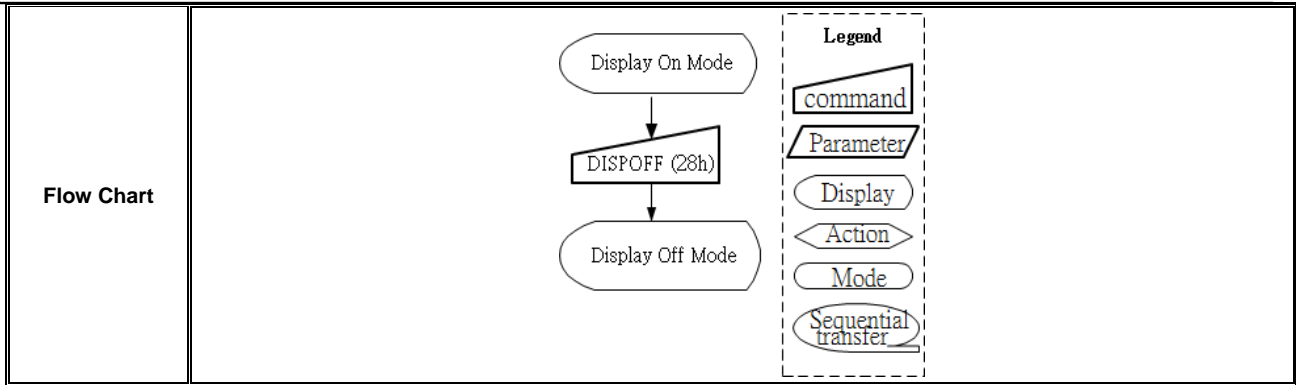 Flow Chart
Display On Mode
DISPOFF (28h)
Display Off Mode
Legend
command
Parameter
Display
Action
Mode
Sequential
transfer